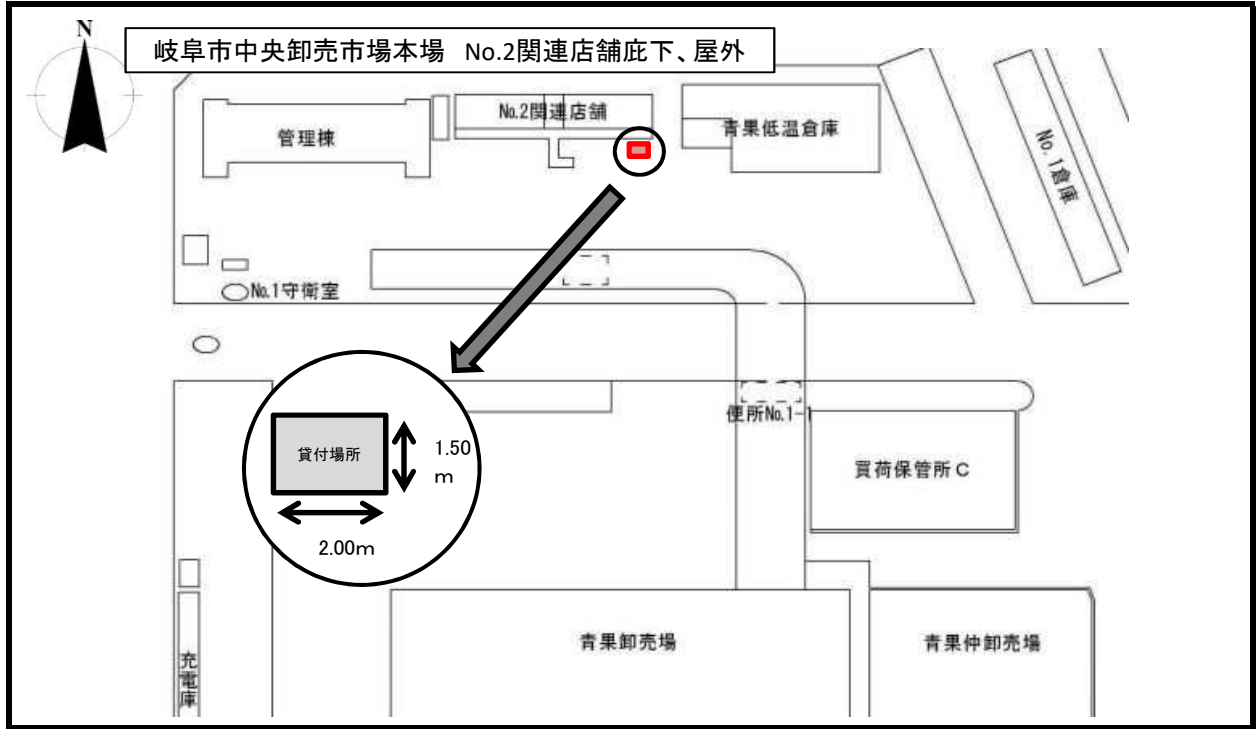 N
岐阜市中央卸売市場本場 No.2関連店舗庇下、屋外
No.2関連店舗
管理棟
青果低温倉庫
No.1倉庫
No.1守衛室
便所No.1-1
貸付場所
1.50
m
2.00m
買荷保管所C
青果卸売場
青果仲卸売場
充電庫